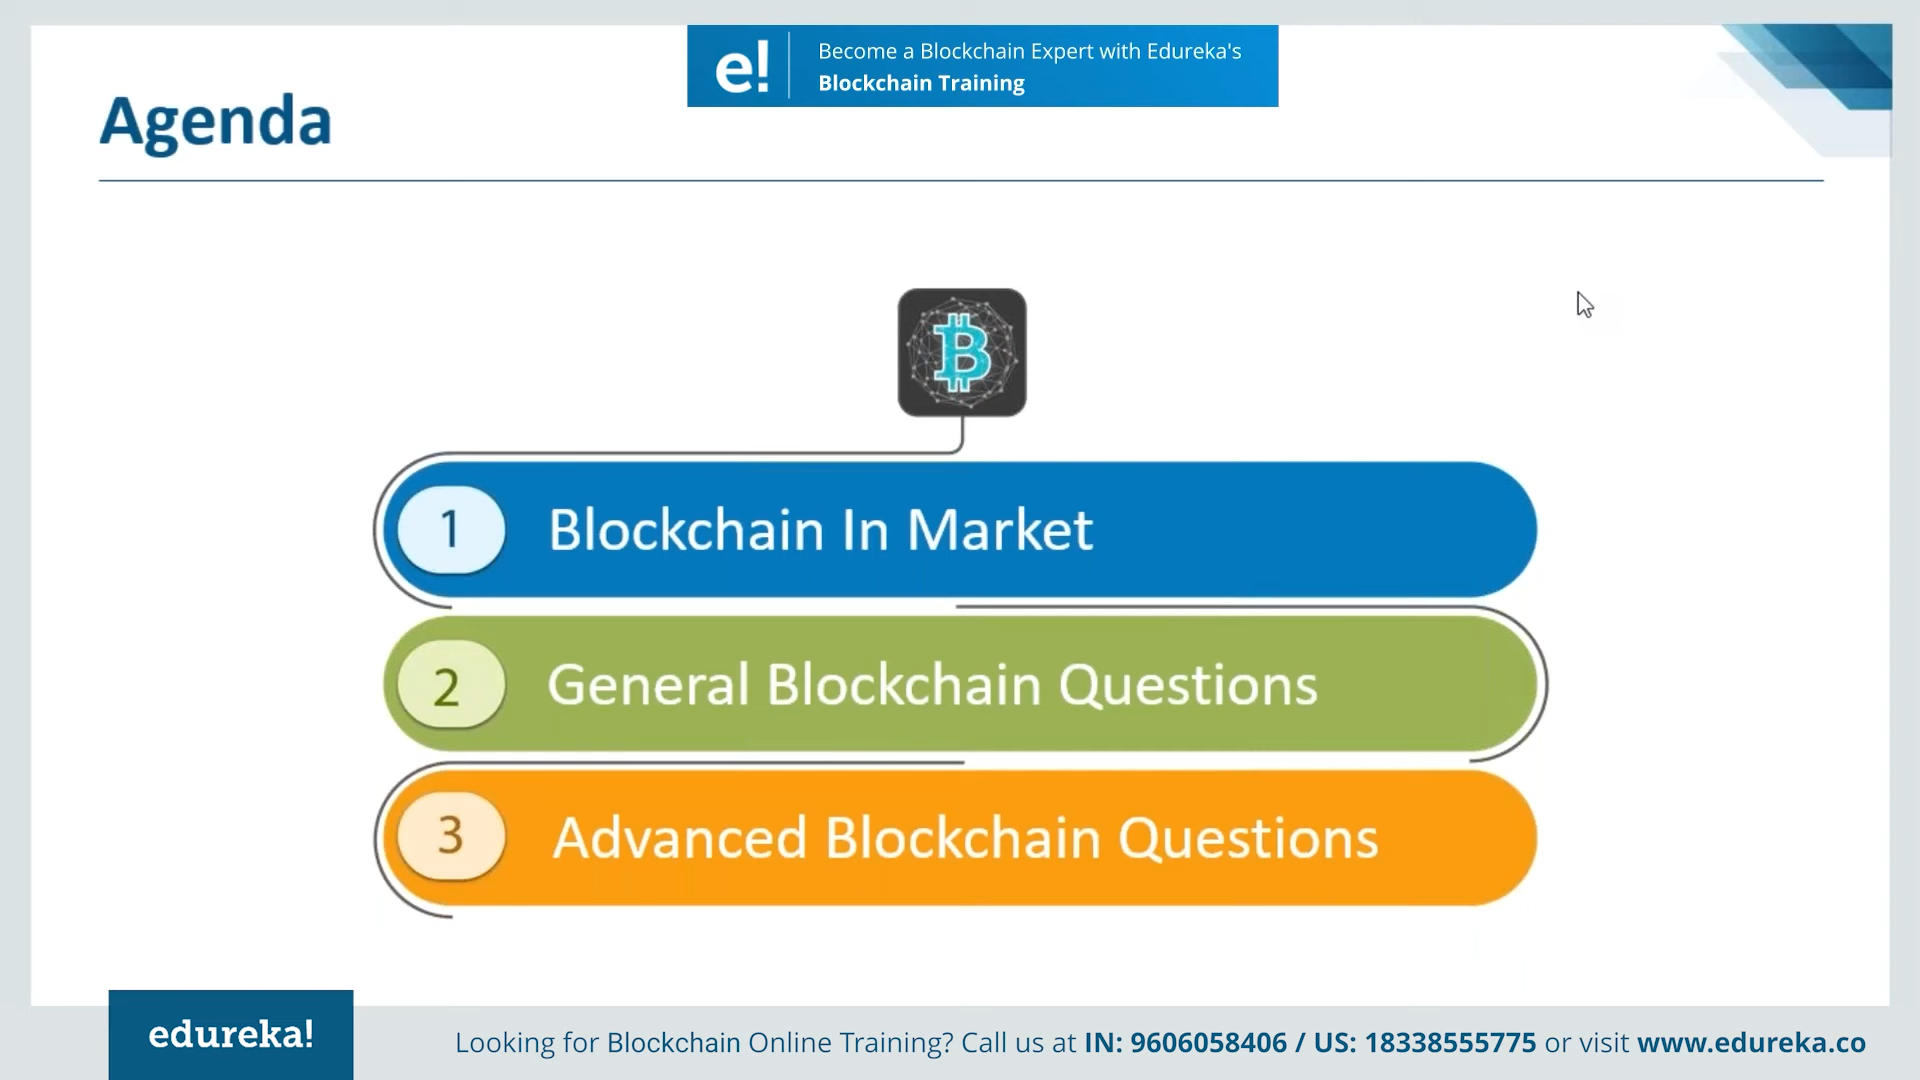 e!
Become a Blockchain Expert with Edureka's
Blockchain Training
Agenda
1 Blockchain In Market
2 General Blockchain Questions
3 Advanced Blockchain Questions
edureka!
Looking for Blockchain Online Training? Call us at IN: 9606058406 / US: 18338555775 or visit www.edureka.co